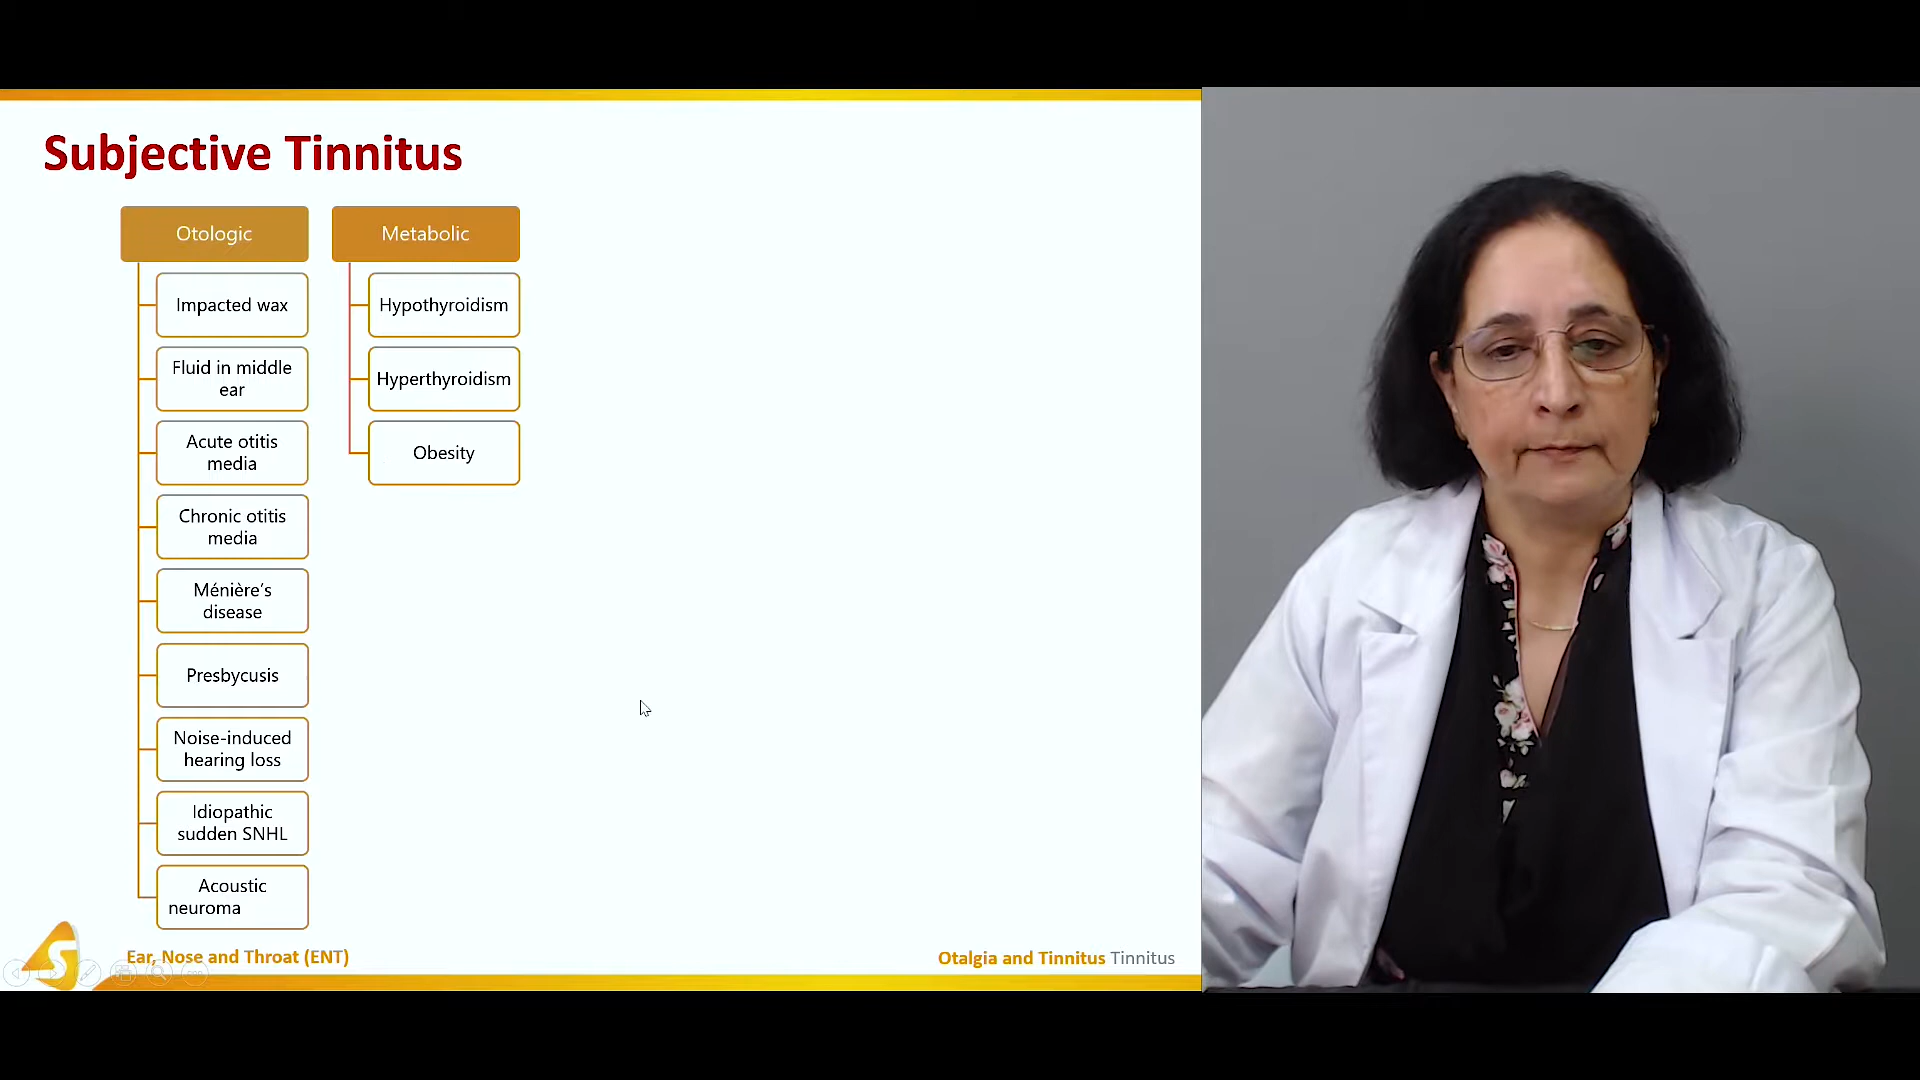 Subjective Tinnitus
Otologic
Impacted wax
Fluid in middle
ear
Acute otitis
media
Chronic otitis
media
Ménière’s
disease
Presbycusis
Noise-induced
hearing loss
Idiopathic
sudden SNHL
Acoustic
neuroma
Metabolic
Hypothyroidism
Hyperthyroidism
Obesity
S
Ear, Nose and Throat (ENT)
Otalgia and Tinnitus Tinnitus